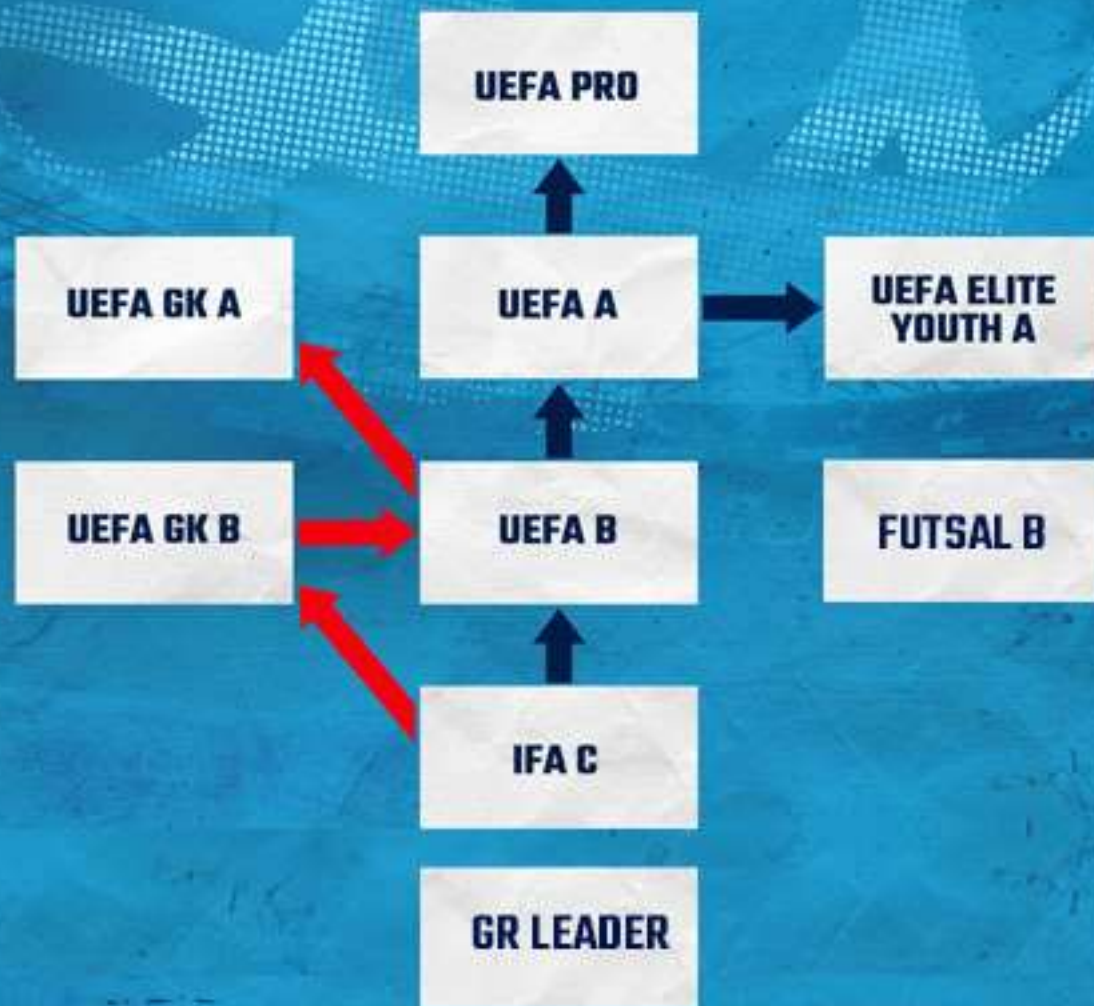 UEFA PRO
UEFA GK A
UEFA A
UEFA ELITE
YOUTH A
UEFA GK B
UEFA B
FUTSAL B
IFA C
GR LEADER